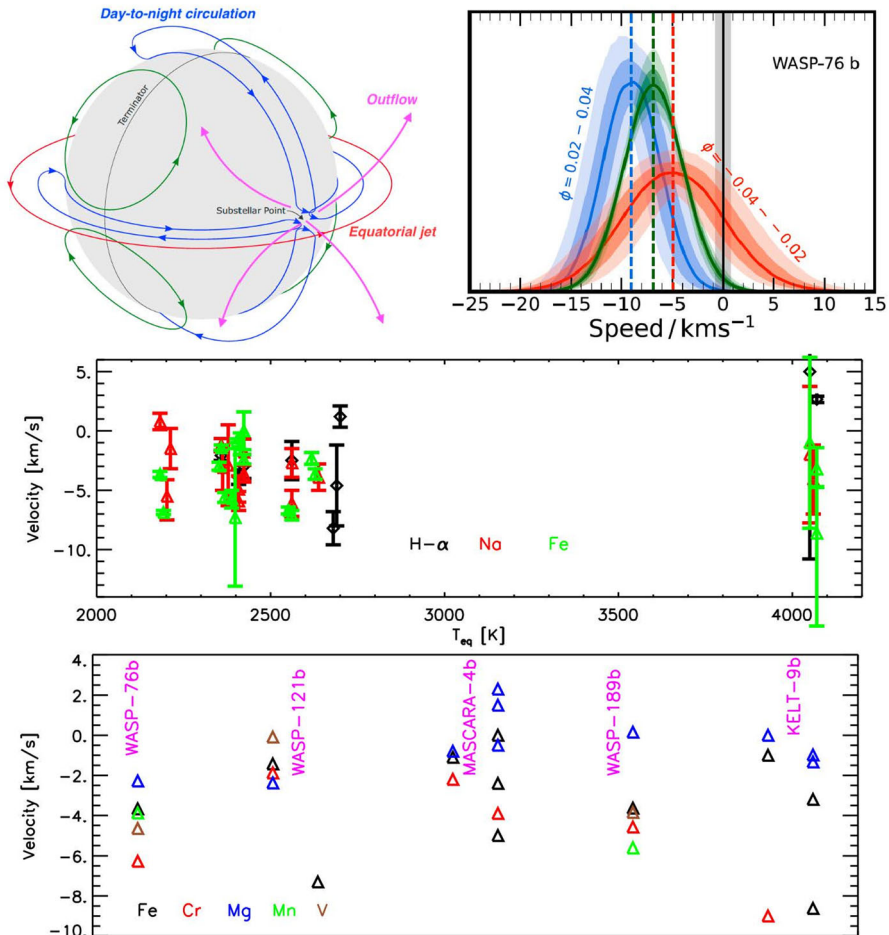 Day-to-night circulation
Terminator
Outflow
Substellar Point
Equatorial jet
WASP-76 b
ϕ = 0.02 - 0.04
ϕ = -0.04 - -0.02
-25 -20 -15 -10 -5 0 5 10 15
Speed / kms⁻¹
5.
0.
-5.
-10.
Velocity [km/s]
H-α Na Fe
2000 2500 3000 3500 4000
T_eq [K]
4.
2.
0.
-2.
-4.
-6.
-8.
-10.
Velocity [km/s]
WASP-76b
WASP-121b
MASCARA-4b
WASP-189b
KELT-9b
Fe Cr Mg Mn V